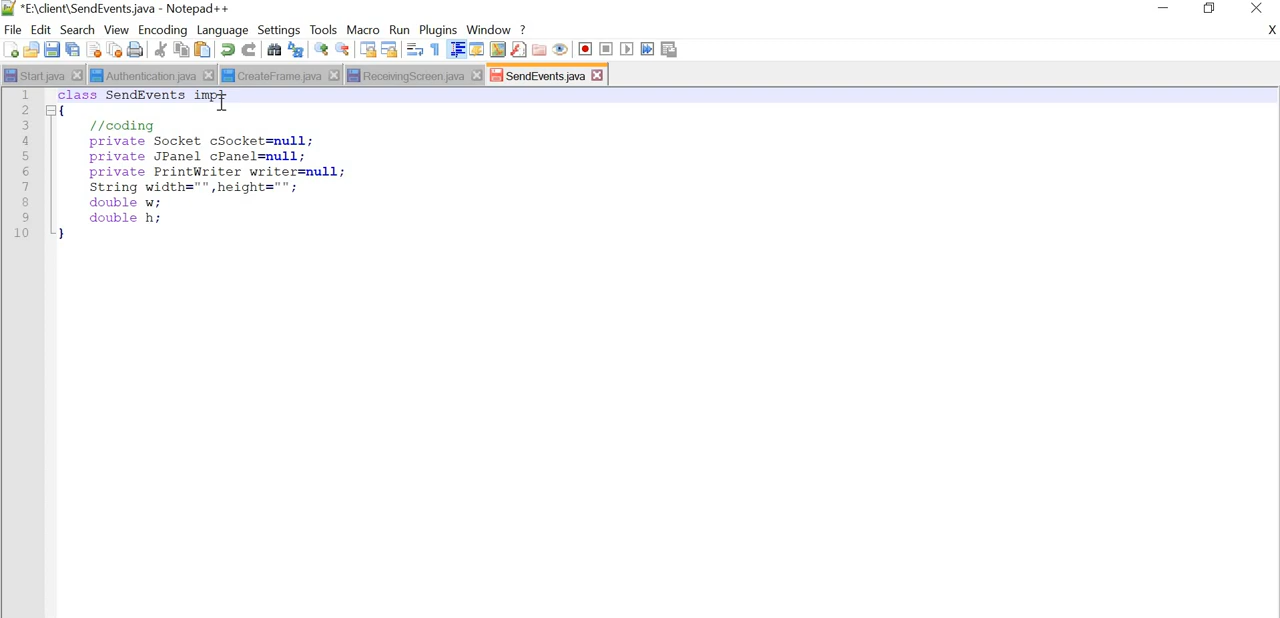 *E:\client\SendEvents.java - Notepad++
File Edit Search View Encoding Language Settings Tools Macro Run Plugins Window ? X
Start.java Authentication.java CreateFrame.java ReceivingScreen.java SendEvents.java
1 class SendEvents impl
2 {
3 //coding
4 private Socket cSocket=null;
5 private JPanel cPanel=null;
6 private PrintWriter writer=null;
7 String width="",height="";
8 double w;
9 double h;
10 }